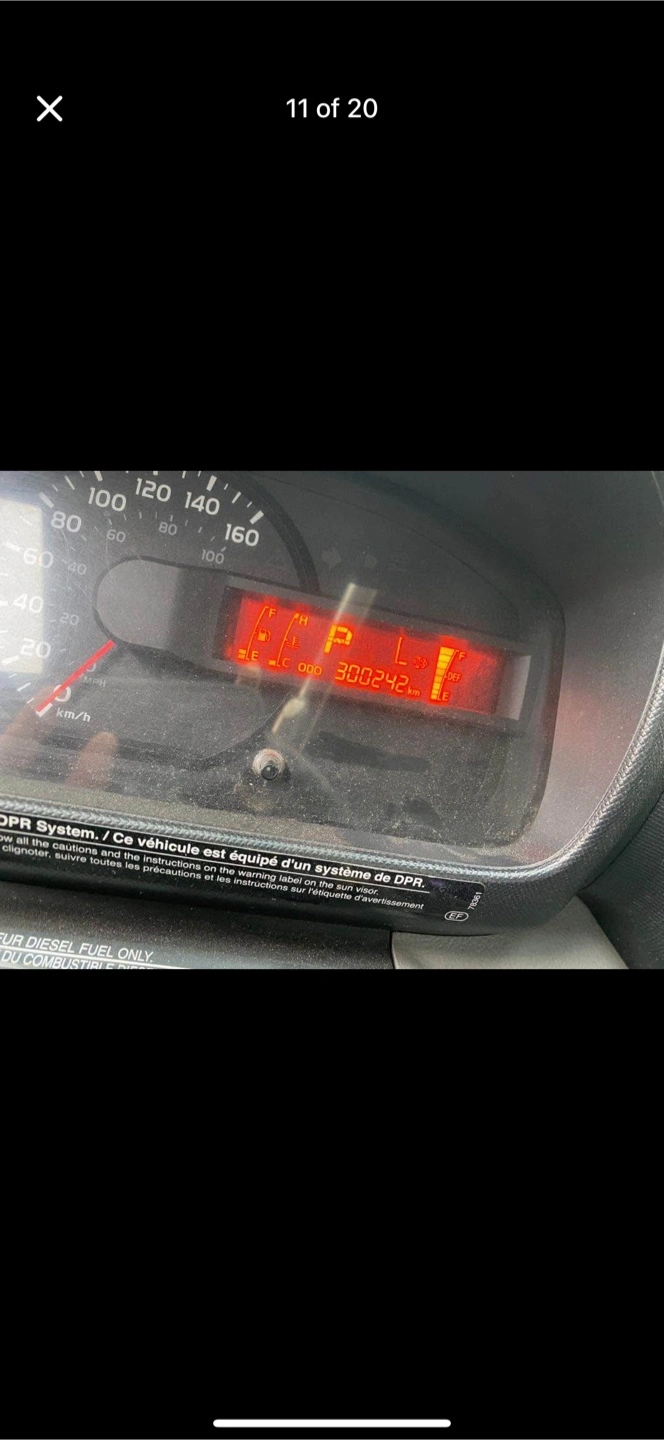 11 of 20
100 120 140
80 160
60 80 100
60 40
40 20
20
0
MPH
0
km/h
F H P L F
DEF
E C ODO 300242 km E
DPR System. / Ce véhicule est équipé d'un système de DPR.
ow all the cautions and the instructions on the warning label on the sun visor.
clignoter, suivre toutes les précautions et les instructions sur l'étiquette d'avertissement
EF 78361
FUR DIESEL FUEL ONLY.
DU COMBUSTIBLE